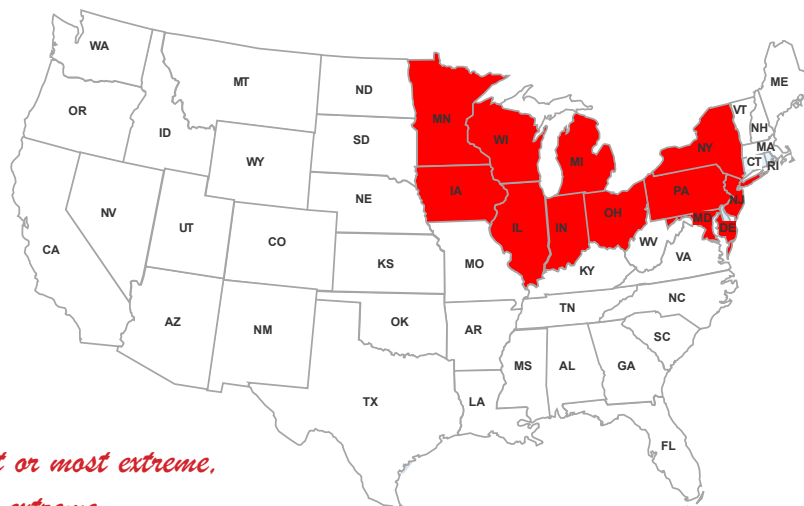 WA
MT
ND
MN
ME
OR
ID
SD
WI
MI
VT
NH
NY
MA
CT
RI
WY
IA
PA
NJ
NE
IL
IN
OH
MD
DE
NV
UT
CO
KS
MO
WV
VA
CA
KY
AZ
NM
OK
AR
TN
NC
SC
MS
AL
GA
TX
LA
FL
or most extreme,